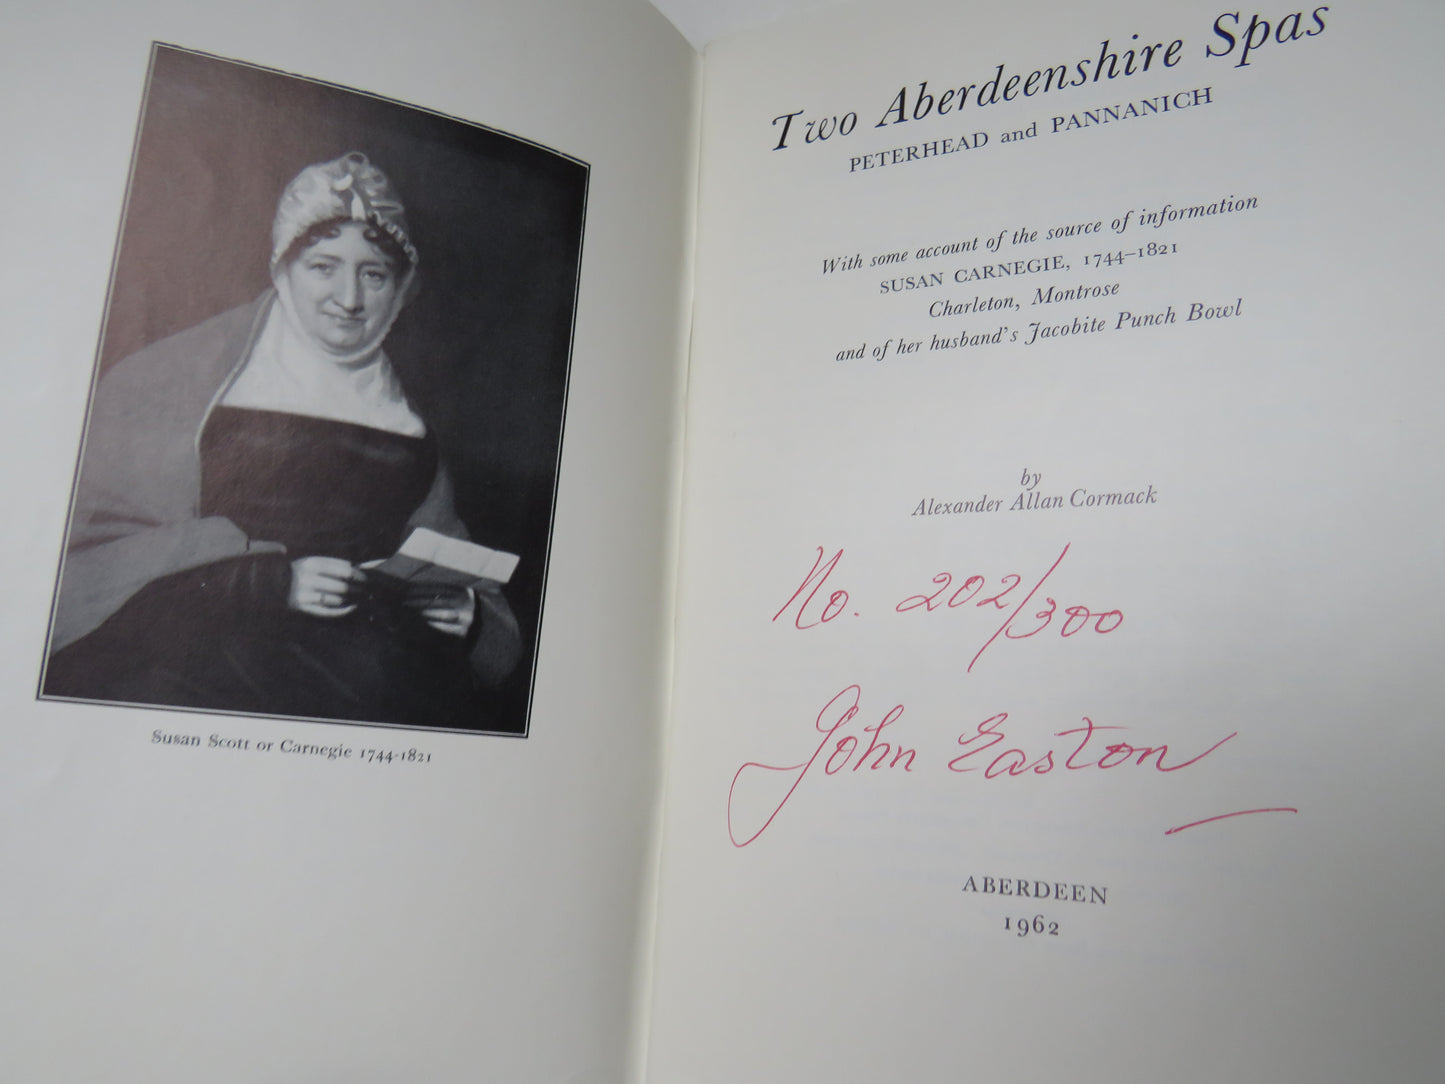 Susan Scott or Carnegie 1744-1821
Two Aberdeenshire Spas
PETERHEAD and PANNANICH
With some account of the source of information
SUSAN CARNEGIE, 1744–1821
Charleton, Montrose
and of her husband's Jacobite Punch Bowl
by
Alexander Allan Cormack
No. 202/300
John Easton
ABERDEEN
1962